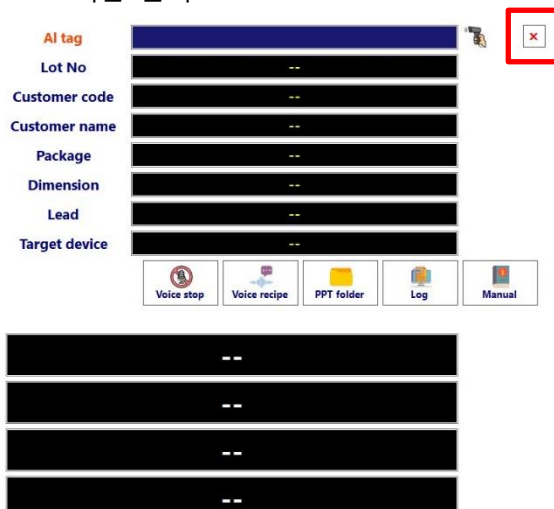 Al tag
Lot No --
Customer code --
Customer name --
Package --
Dimension --
Lead --
Target device --
Voice stop Voice recipe PPT folder Log Manual
--
--
--
--